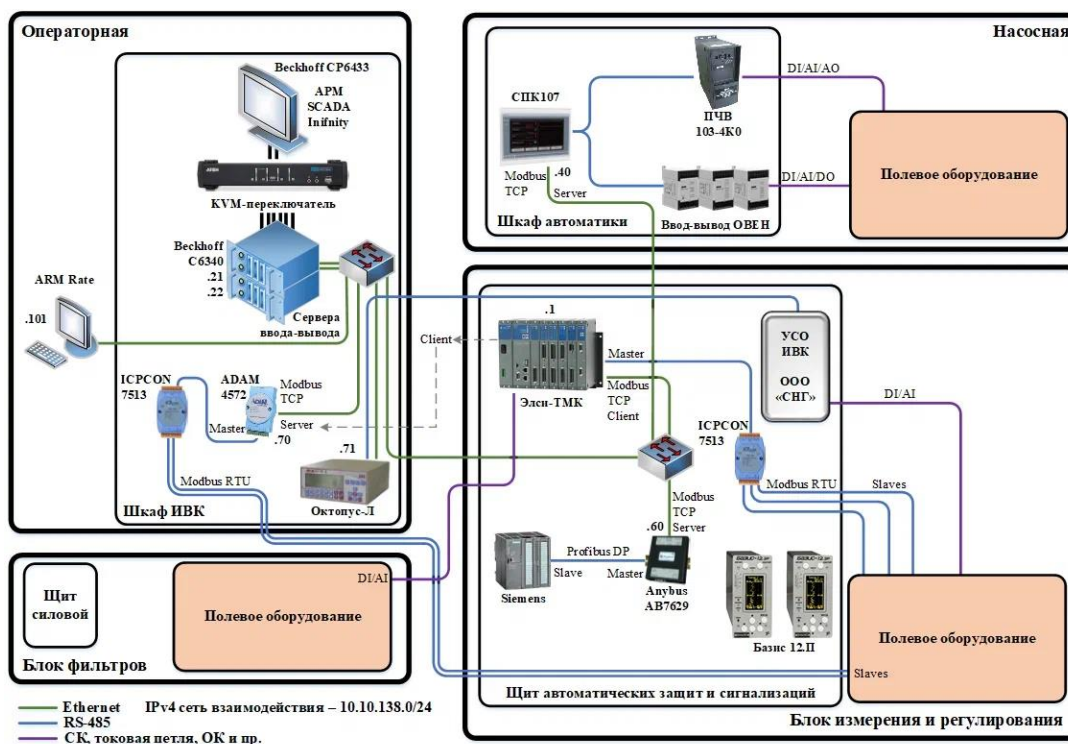 Операторная
Beckhoff CP6433
АРМ
SCADA
Inifnity
KVM-переключатель
Beckhoff
C6340
.21
.22
Сервера
ввода-вывода
ARM Rate
.101
ICPCON
7513
ADAM
4572
Modbus
TCP
Server
Master
.70
.71
Modbus RTU
Октопус-Л
Шкаф ИВК
Client
Насосная
СПК107
ПЧВ
103-4К0
DI/AI/AO
Modbus
TCP
.40
Server
DI/AI/DO
Ввод-вывод ОВЕН
Шкаф автоматики
Полевое оборудование
.1
Master
Элси-ТМК
Modbus
TCP
Client
УСО
ИВК
ООО
«СНГ»
DI/AI
ICPCON
7513
Modbus RTU
Slaves
Modbus
TCP
Server
.60
Profibus DP
Slave
Master
Siemens
Anybus
AB7629
Базис 12.П
Полевое оборудование
Slaves
Щит автоматических защит и сигнализаций
Блок измерения и регулирования
Щит
силовой
DI/AI
Полевое оборудование
Блок фильтров
Ethernet IPv4 сеть взаимодействия – 10.10.138.0/24
RS-485
СК, токовая петля, ОК и пр.